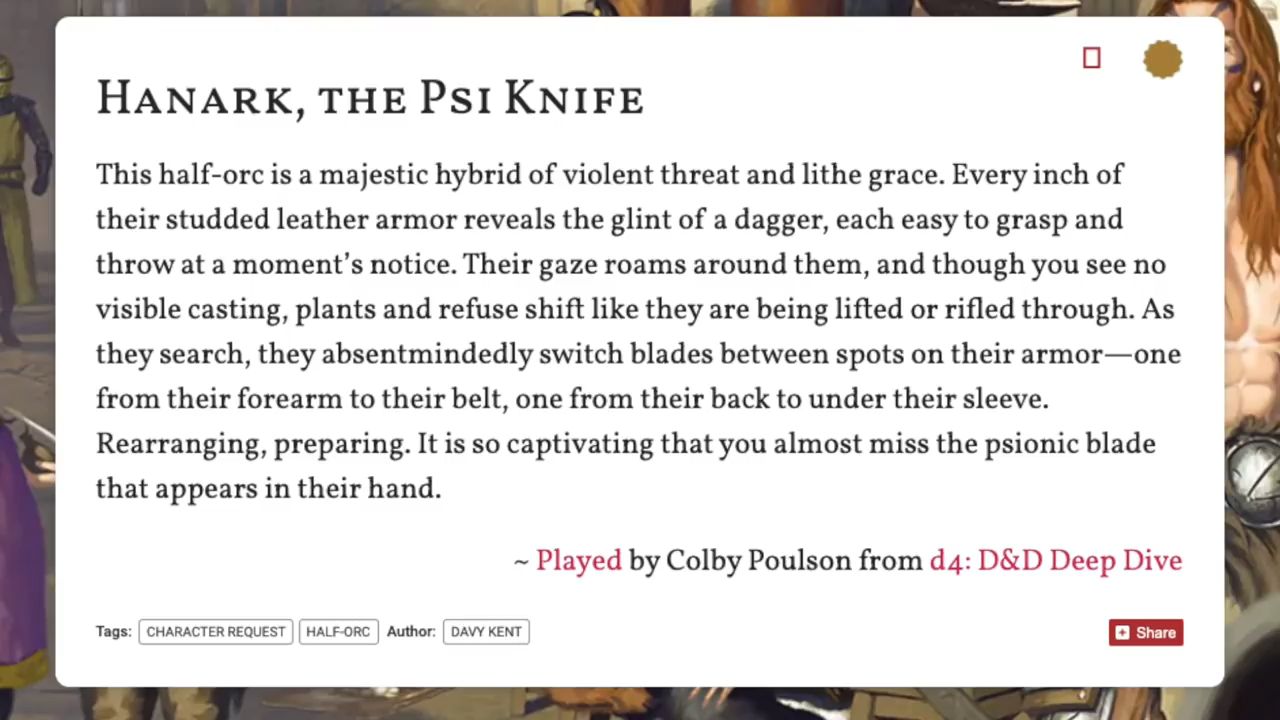 Hanark, the Psi Knife
This half-orc is a majestic hybrid of violent threat and lithe grace. Every inch of
their studded leather armor reveals the glint of a dagger, each easy to grasp and
throw at a moment’s notice. Their gaze roams around them, and though you see no
visible casting, plants and refuse shift like they are being lifted or rifled through. As
they search, they absentmindedly switch blades between spots on their armor—one
from their forearm to their belt, one from their back to under their sleeve.
Rearranging, preparing. It is so captivating that you almost miss the psionic blade
that appears in their hand.
~ Played by Colby Poulson from d4: D&D Deep Dive
Tags: CHARACTER REQUEST HALF-ORC Author: DAVY KENT
Share